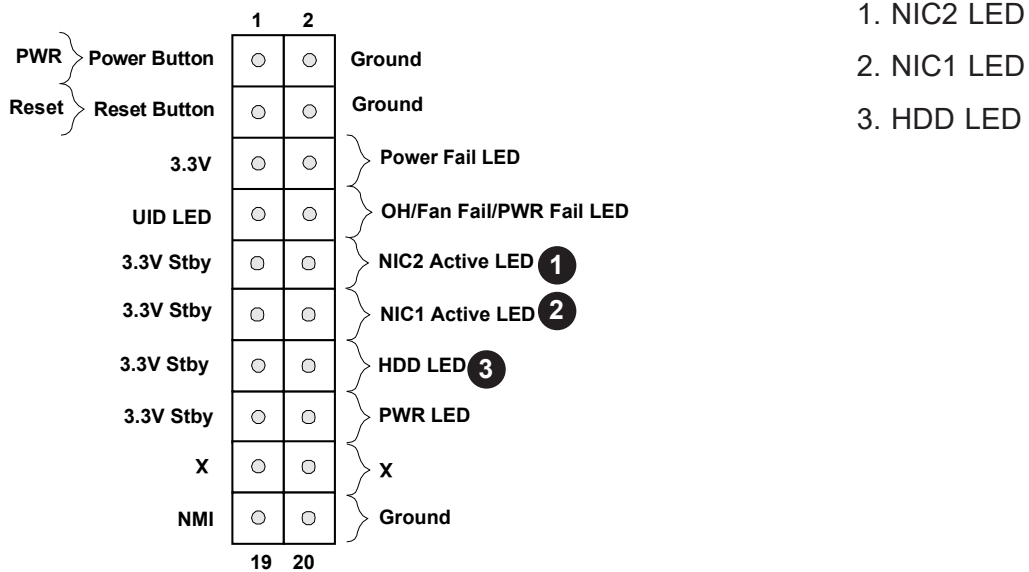 1 2
PWR Power Button Ground
Reset Reset Button Ground
3.3V Power Fail LED
UID LED OH/Fan Fail/PWR Fail LED
3.3V Stby NIC2 Active LED 1
3.3V Stby NIC1 Active LED 2
3.3V Stby HDD LED 3
3.3V Stby PWR LED
X X
NMI Ground
19 20
1. NIC2 LED
2. NIC1 LED
3. HDD LED